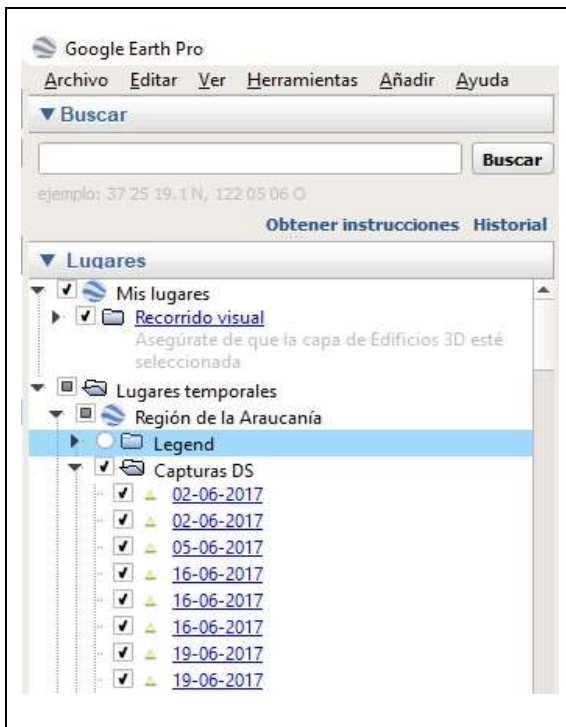 Google Earth Pro
Archivo Editar Ver Herramientas Añadir Ayuda
Buscar
Buscar
ejemplo: 37 25 19.1 N, 122 05 06 O
Obtener instrucciones Historial
Lugares
Mis lugares
Recorrido visual
Asegúrate de que la capa de Edificios 3D esté
seleccionada
Lugares temporales
Región de la Araucanía
Legend
Capturas DS
02-06-2017
02-06-2017
05-06-2017
16-06-2017
16-06-2017
16-06-2017
19-06-2017
19-06-2017